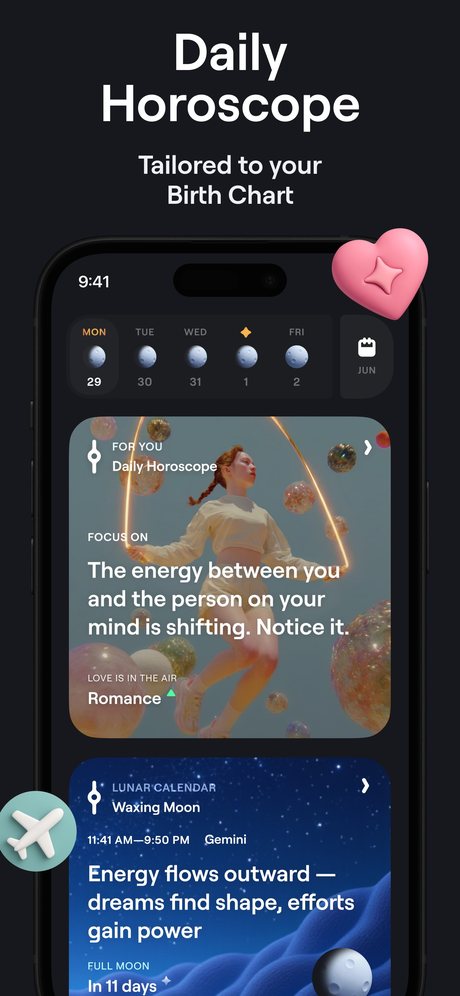 Daily
Horoscope
Tailored to your
Birth Chart
9:41
MON TUE WED FRI
29 30 31 1 2
JUN
FOR YOU
Daily Horoscope
FOCUS ON
The energy between you
and the person on your
mind is shifting. Notice it.
LOVE IS IN THE AIR
Romance
LUNAR CALENDAR
Waxing Moon
11:41 AM—9:50 PM Gemini
Energy flows outward —
dreams find shape, efforts
gain power
FULL MOON
In 11 days